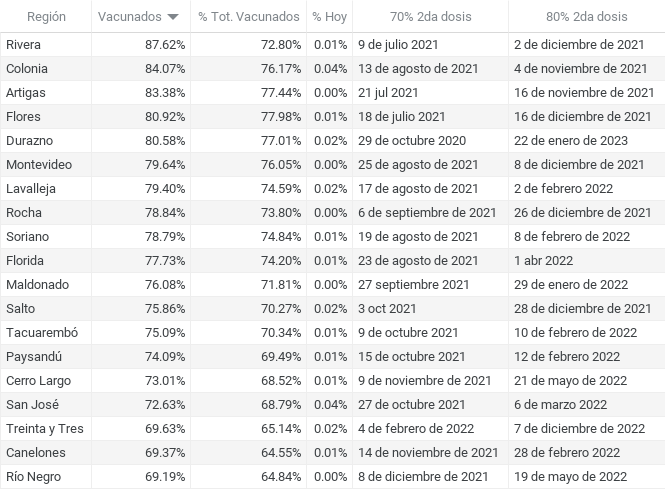 Región Vacunados % Tot. Vacunados % Hoy 70% 2da dosis 80% 2da dosis
Rivera 87.62% 72.80% 0.01% 9 de julio 2021 2 de diciembre de 2021
Colonia 84.07% 76.17% 0.04% 13 de agosto de 2021 4 de noviembre de 2021
Artigas 83.38% 77.44% 0.00% 21 jul 2021 16 de noviembre de 2021
Flores 80.92% 77.98% 0.01% 18 de julio 2021 16 de diciembre de 2021
Durazno 80.58% 77.01% 0.02% 29 de octubre 2020 22 de enero de 2023
Montevideo 79.64% 76.05% 0.00% 25 de agosto de 2021 8 de diciembre de 2021
Lavalleja 79.40% 74.59% 0.02% 17 de agosto de 2021 2 de febrero 2022
Rocha 78.84% 73.80% 0.00% 6 de septiembre de 2021 26 de diciembre de 2021
Soriano 78.79% 74.84% 0.01% 19 de agosto de 2021 8 de febrero de 2022
Florida 77.73% 74.20% 0.01% 23 de agosto de 2021 1 abr 2022
Maldonado 76.08% 71.81% 0.00% 27 septiembre 2021 29 de enero de 2022
Salto 75.86% 70.27% 0.02% 3 oct 2021 28 de diciembre de 2021
Tacuarembó 75.09% 70.34% 0.01% 9 de octubre 2021 10 de febrero de 2022
Paysandú 74.09% 69.49% 0.01% 15 de octubre 2021 12 de febrero 2022
Cerro Largo 73.01% 68.52% 0.01% 9 de noviembre de 2021 21 de mayo de 2022
San José 72.63% 68.79% 0.04% 27 de octubre 2021 6 de marzo 2022
Treinta y Tres 69.63% 65.14% 0.02% 4 de febrero de 2022 7 de diciembre de 2022
Canelones 69.37% 64.55% 0.01% 14 de noviembre de 2021 28 de febrero 2022
Río Negro 69.19% 64.84% 0.00% 8 de diciembre de 2021 19 de mayo de 2022